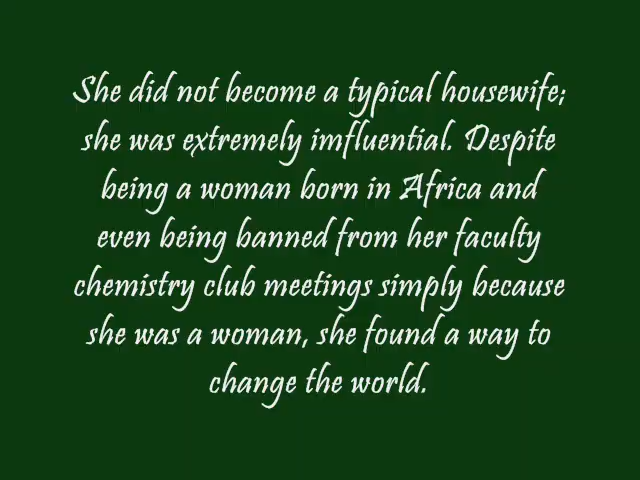 She did not become a typical housewife;
she was extremely imfluential. Despite
being a woman born in Africa and
even being banned from her faculty
chemistry club meetings simply because
she was a woman, she found a way to
change the world.